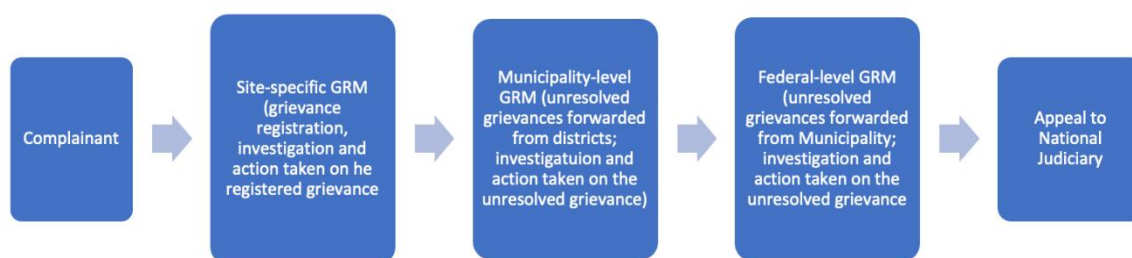 Complainant
Site-specific GRM
(grievance
registration,
investigation and
action taken on he
registered grievance
Municipality-level
GRM (unresolved
grievances forwarded
from districts;
investigatuion and
action taken on the
unresolved grievance)
Federal-level GRM
(unresolved
grievances forwarded
from Municipality;
investigation and
action taken on the
unresolved grievance
Appeal to
National
Judiciary